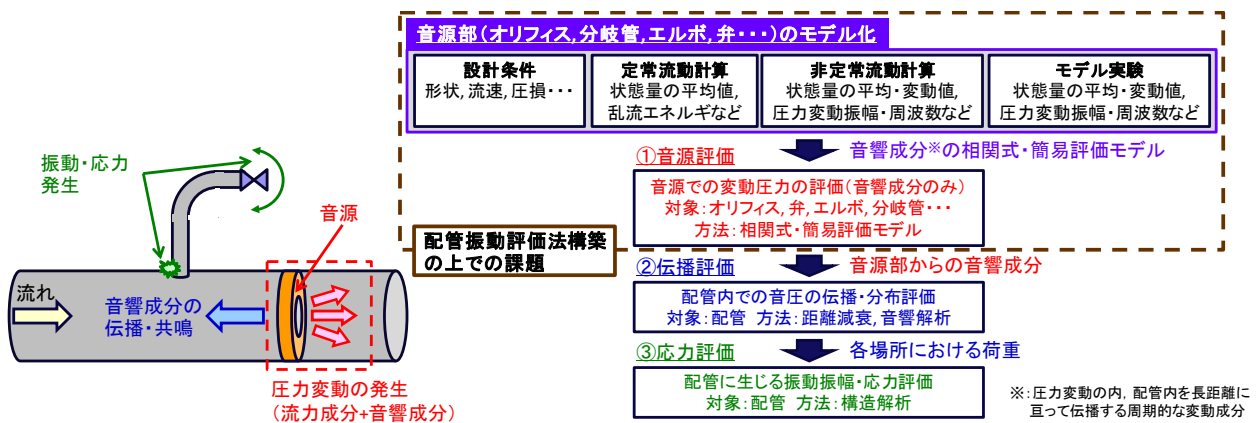 音源部(オリフィス,分岐管,エルボ,弁・・・)のモデル化
設計条件
形状,流速,圧損・・・
定常流動計算
状態量の平均値,
乱流エネルギなど
非定常流動計算
状態量の平均・変動値,
圧力変動振幅・周波数など
モデル実験
状態量の平均・変動値,
圧力変動振幅・周波数など
①音源評価
音響成分※の相関式・簡易評価モデル
音源での変動圧力の評価(音響成分のみ)
対象:オリフィス,弁,エルボ,分岐管・・・
方法:相関式・簡易評価モデル
配管振動評価法構築
の上での課題
②伝播評価
音源部からの音響成分
配管内での音圧の伝播・分布評価
対象:配管 方法:距離減衰,音響解析
③応力評価
各場所における荷重
配管に生じる振動振幅・応力評価
対象:配管 方法:構造解析
※:圧力変動の内,配管内を長距離に
亘って伝播する周期的な変動成分
振動・応力
発生
音源
流れ
音響成分の
伝播・共鳴
圧力変動の発生
(流力成分+音響成分)